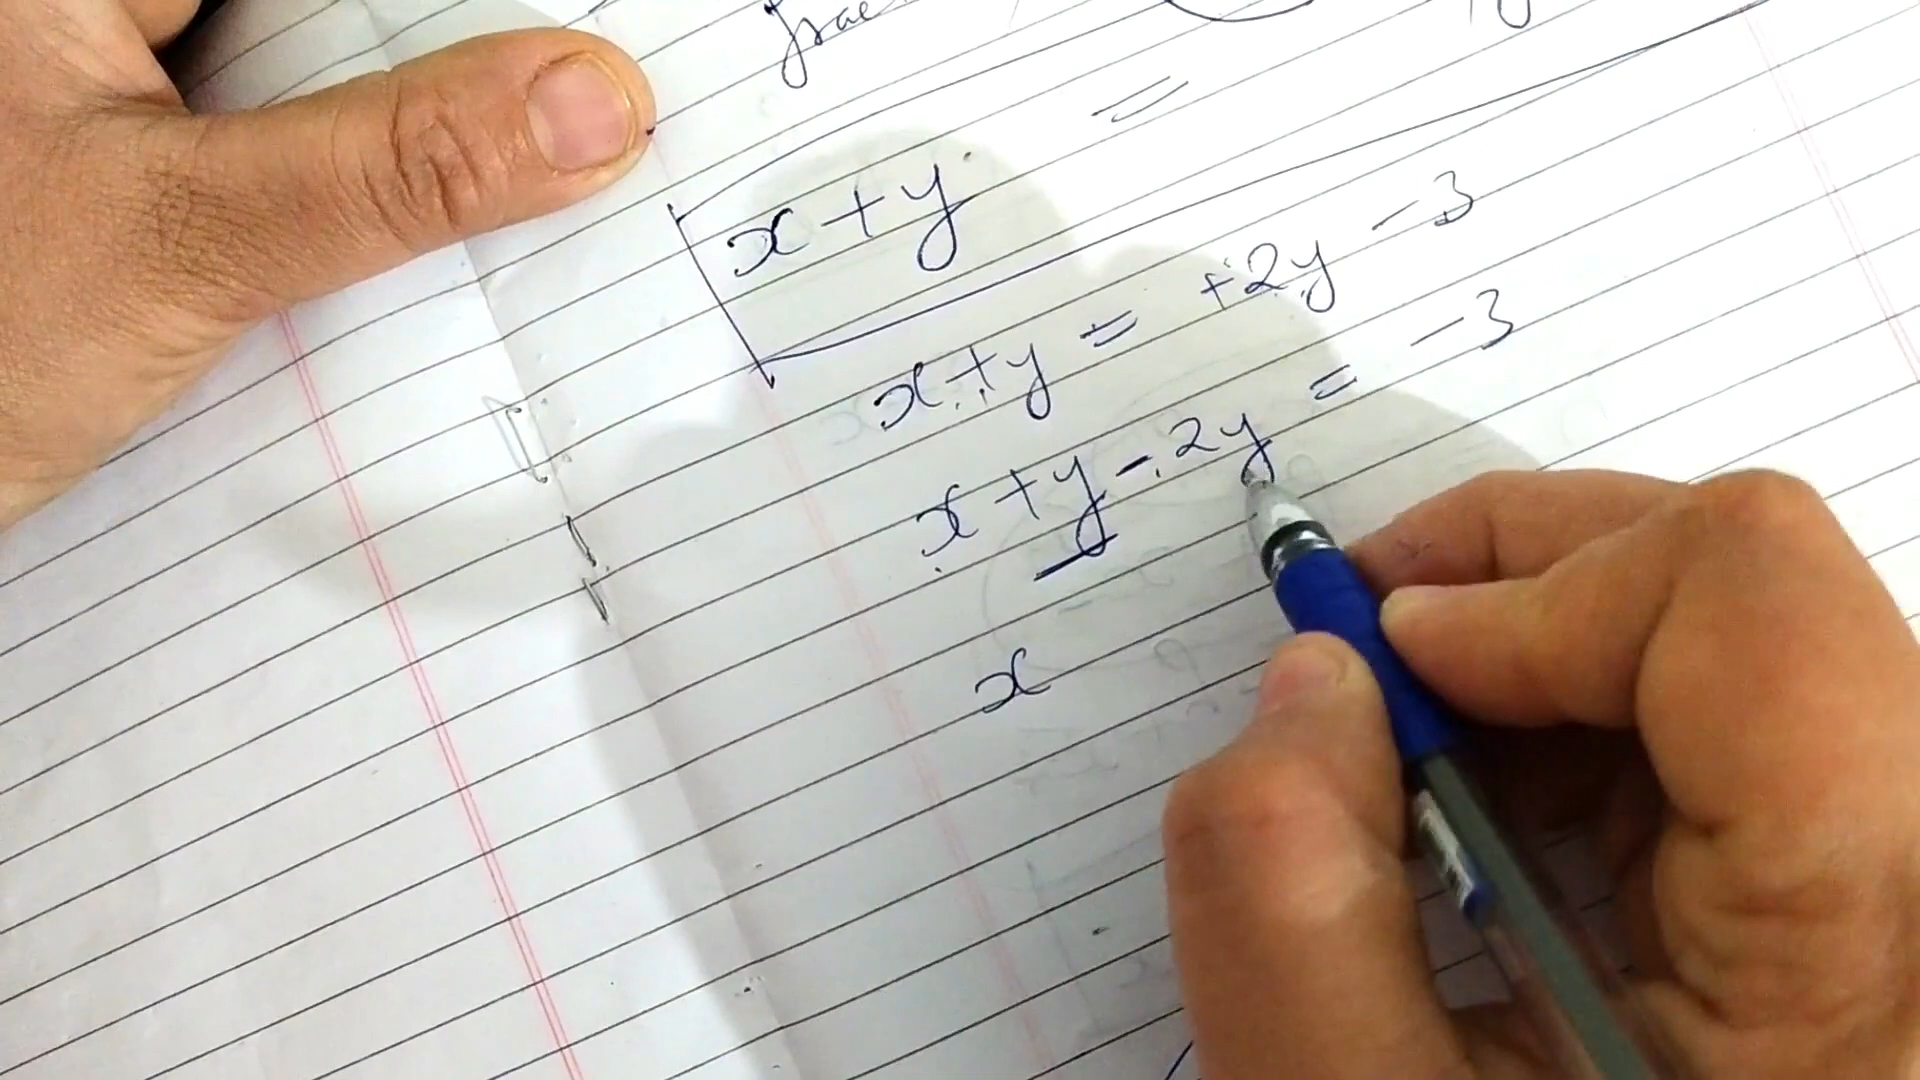 =
x + y
x + y = +2y - 3
x + y - 2y = - 3
x